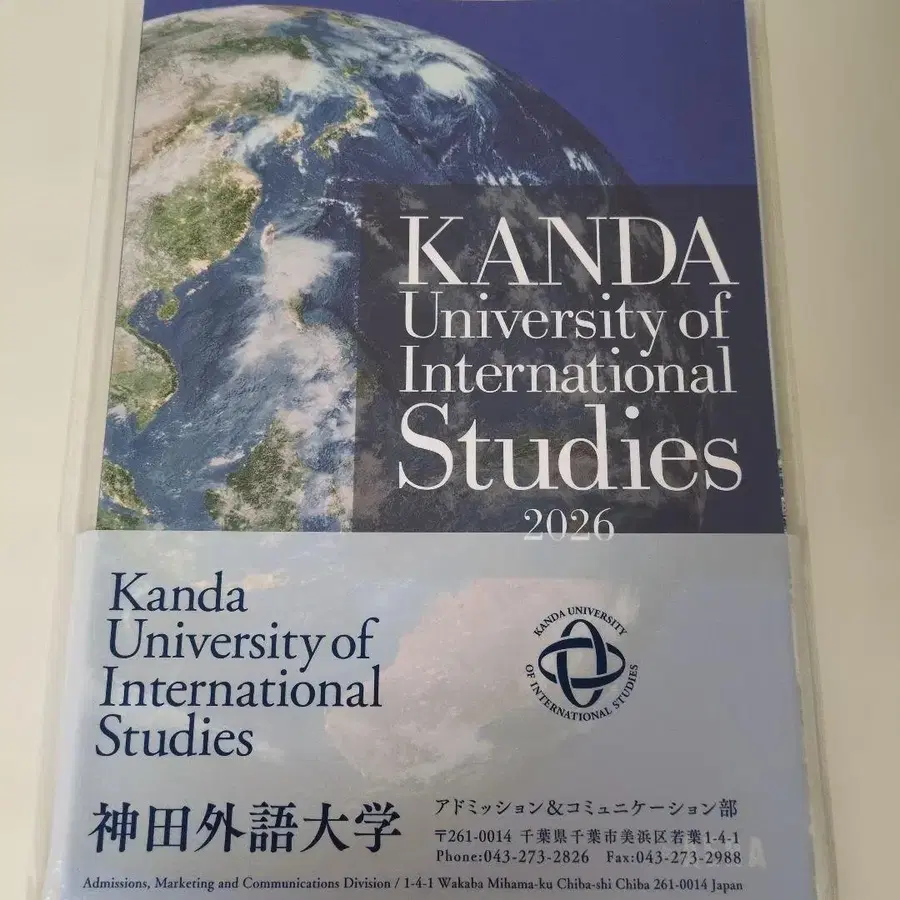 KANDA
University of
International
Studies
2026
Kanda
University of
International
Studies
KANDA UNIVERSITY
OF INTERNATIONAL STUDIES
神田外語大学
アドミッション&コミュニケーション部
〒261-0014 千葉県千葉市美浜区若葉1-4-1
Phone:043-273-2826 Fax:043-273-2988
Admissions, Marketing and Communications Division / 1-4-1 Wakaba Mihama-ku Chiba-shi Chiba 261-0014 Japan